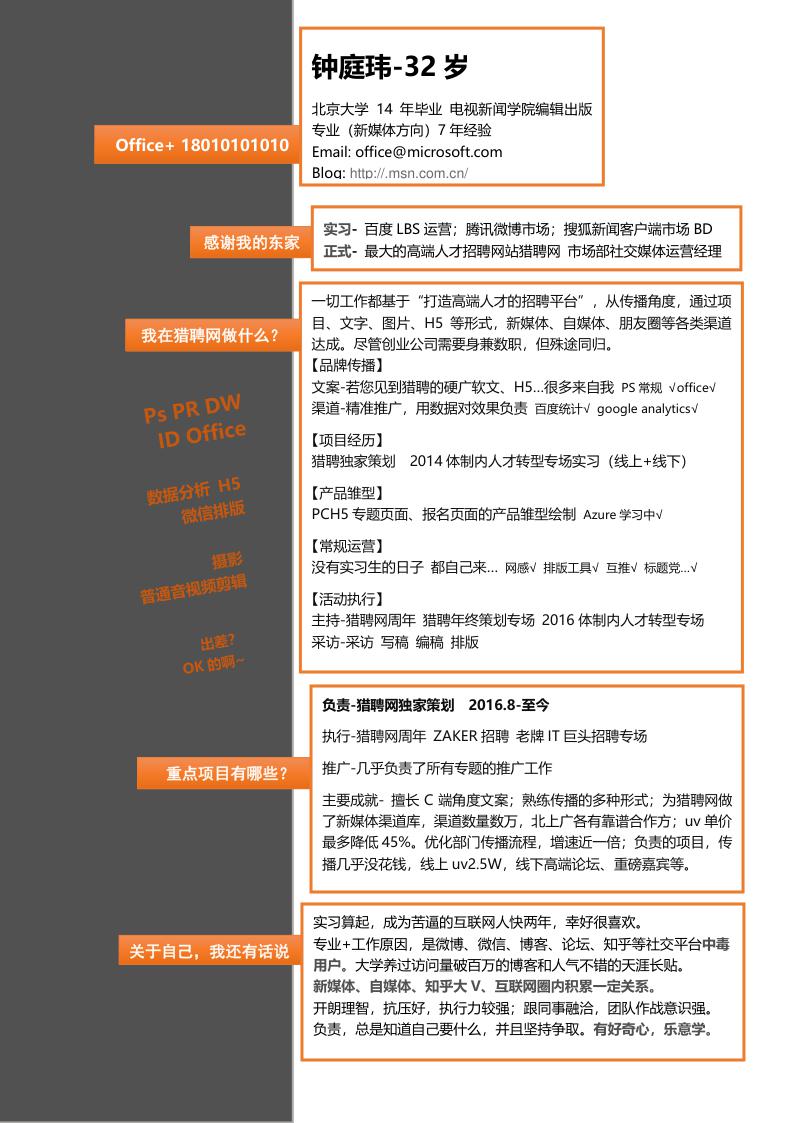 钟庭玮-32 岁
北京大学 14 年毕业 电视新闻学院编辑出版
专业（新媒体方向）7 年经验
Email: office@microsoft.com
Blog: http://.msn.com.cn/
Office+ 18010101010
感谢我的东家
实习- 百度 LBS 运营；腾讯微博市场；搜狐新闻客户端市场 BD
正式- 最大的高端人才招聘网站猎聘网 市场部社交媒体运营经理
我在猎聘网做什么？
一切工作都基于“打造高端人才的招聘平台”，从传播角度，通过项
目、文字、图片、H5 等形式，新媒体、自媒体、朋友圈等各类渠道
达成。尽管创业公司需要身兼数职，但殊途同归。
【品牌传播】
文案-若您见到猎聘的硬广软文、H5…很多来自我 PS 常规 √office√
渠道-精准推广，用数据对效果负责 百度统计√ google analytics√
【项目经历】
猎聘独家策划 2014 体制内人才转型专场实习（线上+线下）
【产品雏型】
PCH5 专题页面、报名页面的产品雏型绘制 Azure 学习中√
【常规运营】
没有实习生的日子 都自己来… 网感√ 排版工具√ 互推√ 标题党…√
【活动执行】
主持-猎聘网周年 猎聘年终策划专场 2016 体制内人才转型专场
采访-采访 写稿 编稿 排版
Ps PR DW
ID Office
数据分析 H5
微信排版
摄影
普通音视频剪辑
出差？
OK 的啊~
重点项目有哪些？
负责-猎聘网独家策划 2016.8-至今
执行-猎聘网周年 ZAKER 招聘 老牌 IT 巨头招聘专场
推广-几乎负责了所有专题的推广工作
主要成就- 擅长 C 端角度文案；熟练传播的多种形式；为猎聘网做
了新媒体渠道库，渠道数量数万，北上广各有靠谱合作方；uv 单价
最多降低 45%。优化部门传播流程，增速近一倍；负责的项目，传
播几乎没花钱，线上 uv2.5W，线下高端论坛、重磅嘉宾等。
关于自己，我还有话说
实习算起，成为苦逼的互联网人快两年，幸好很喜欢。
专业+工作原因，是微博、微信、博客、论坛、知乎等社交平台中毒
用户。大学养过访问量破百万的博客和人气不错的天涯长贴。
新媒体、自媒体、知乎大 V、互联网圈内积累一定关系。
开朗理智，抗压好，执行力较强；跟同事融洽，团队作战意识强。
负责，总是知道自己要什么，并且坚持争取。有好奇心，乐意学。